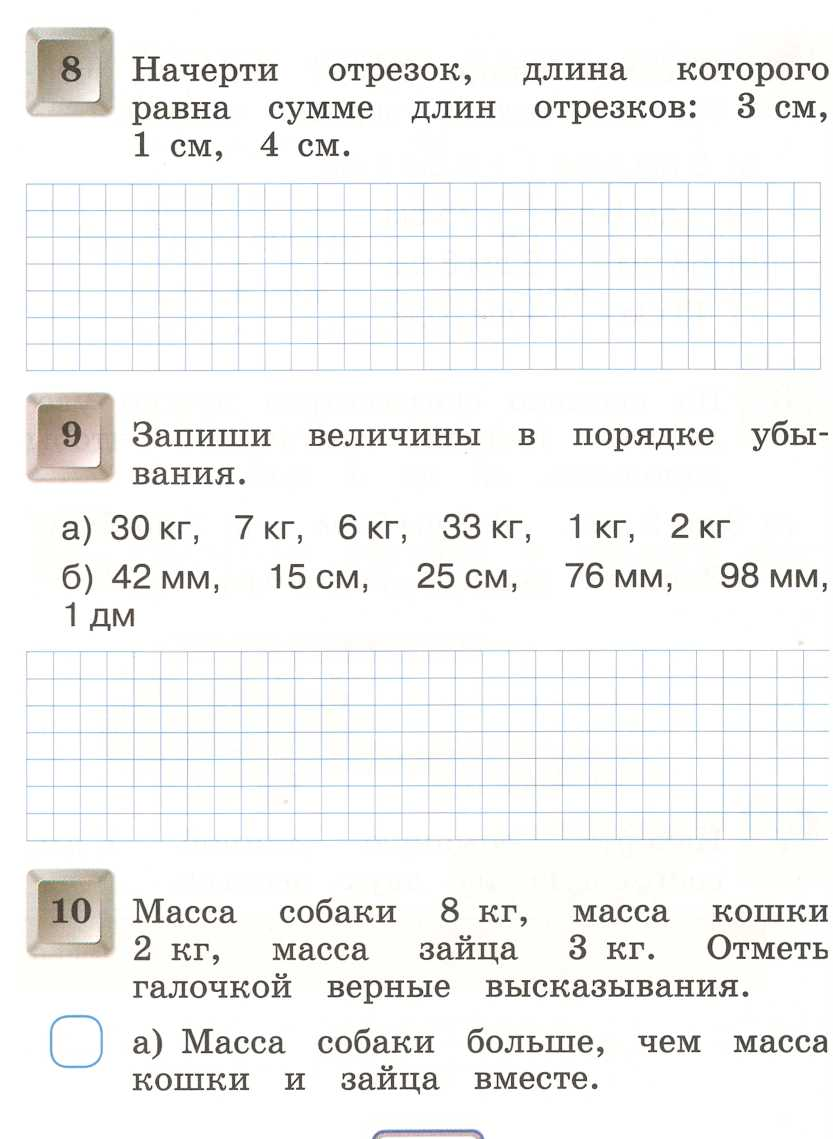 8
Начерти отрезок, длина которого
равна сумме длин отрезков: 3 см,
1 см, 4 см.
9
Запиши величины в порядке убы-
вания.
а) 30 кг, 7 кг, 6 кг, 33 кг, 1 кг, 2 кг
б) 42 мм, 15 см, 25 см, 76 мм, 98 мм,
1 дм
10
Масса собаки 8 кг, масса кошки
2 кг, масса зайца 3 кг. Отметь
галочкой верные высказывания.
а) Масса собаки больше, чем масса
кошки и зайца вместе.